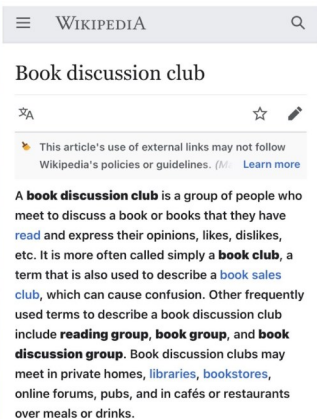 WIKIPEDIA
Book discussion club
This article's use of external links may not follow
Wikipedia's policies or guidelines. Learn more
A book discussion club is a group of people who
meet to discuss a book or books that they have
read and express their opinions, likes, dislikes,
etc. It is more often called simply a book club, a
term that is also used to describe a book sales
club, which can cause confusion. Other frequently
used terms to describe a book discussion club
include reading group, book group, and book
discussion group. Book discussion clubs may
meet in private homes, libraries, bookstores,
online forums, pubs, and in cafés or restaurants
over meals or drinks.